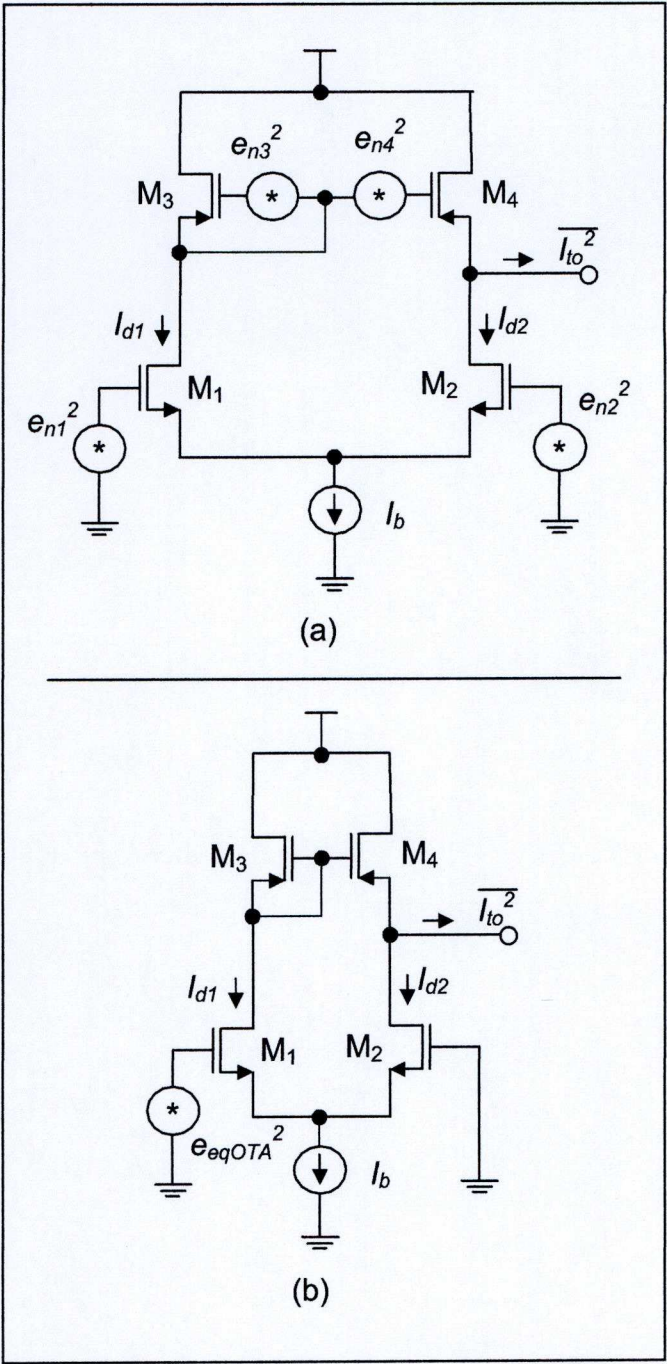 e_{n3}^2 e_{n4}^2
M_3 * * M_4
\overline{I_{to}^2}
I_{d1} I_{d2}
M_1 M_2
e_{n1}^2 * * e_{n2}^2
I_b
(a)
M_3 M_4
\overline{I_{to}^2}
I_{d1} I_{d2}
M_1 M_2
*
e_{eqOTA}^2
I_b
(b)